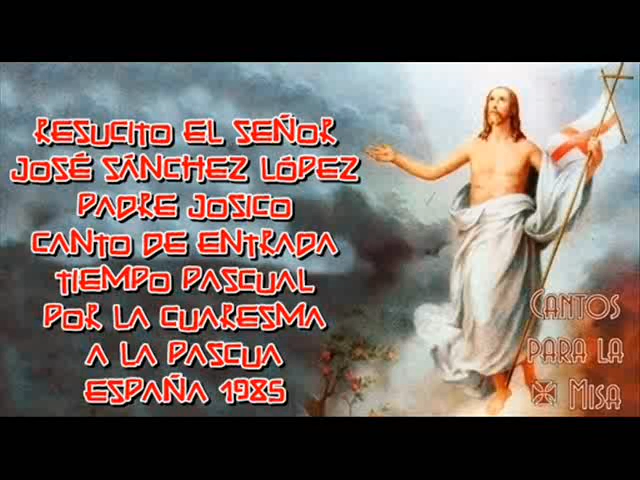 RESUCITO EL SEÑOR
JOSÉ SÁNCHEZ LÓPEZ
PADRE JOSICO
CANTO DE ENTRADA
TIEMPO PASCUAL
POR LA CUARESMA
A LA PASCUA
ESPAÑA 1985
CANTOS
PARA LA
MISA